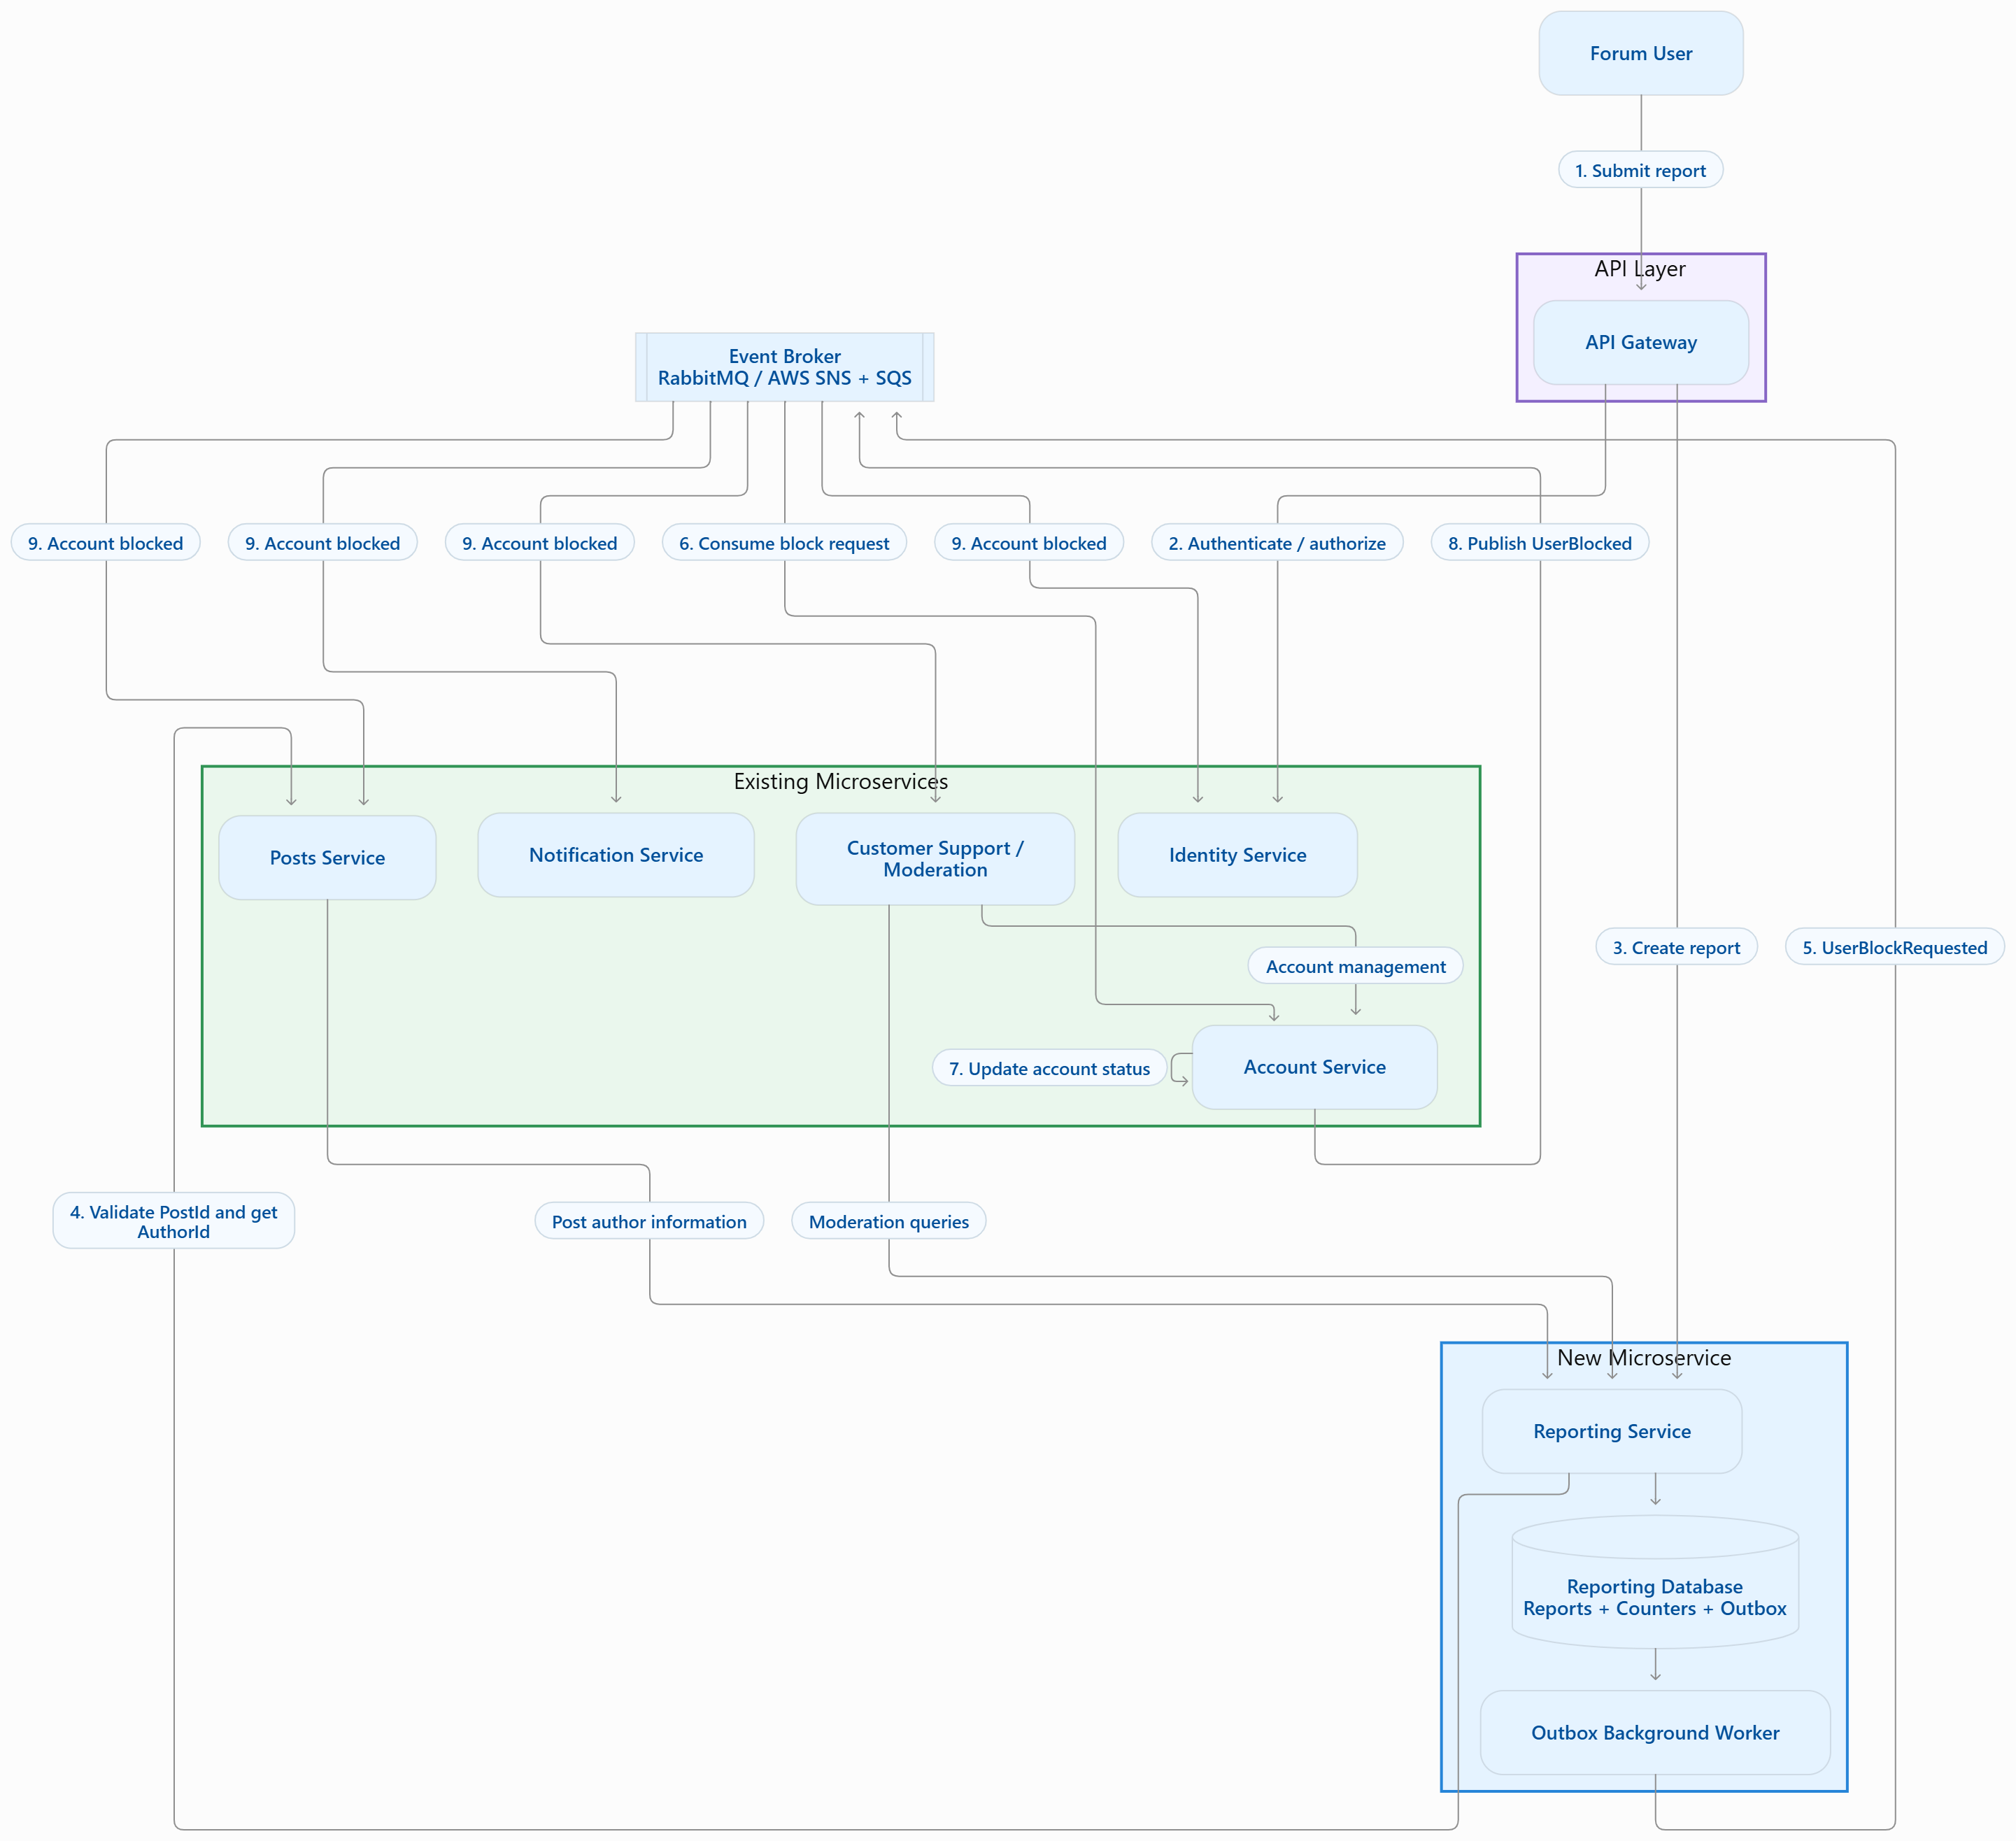 Forum User
1. Submit report
API Layer
API Gateway
Event Broker
RabbitMQ / AWS SNS + SQS
9. Account blocked
9. Account blocked
9. Account blocked
6. Consume block request
9. Account blocked
2. Authenticate / authorize
8. Publish UserBlocked
Existing Microservices
Posts Service
Notification Service
Customer Support /
Moderation
Identity Service
3. Create report
5. UserBlockRequested
Account management
7. Update account status
Account Service
4. Validate PostId and get
AuthorId
Post author information
Moderation queries
New Microservice
Reporting Service
Reporting Database
Reports + Counters + Outbox
Outbox Background Worker